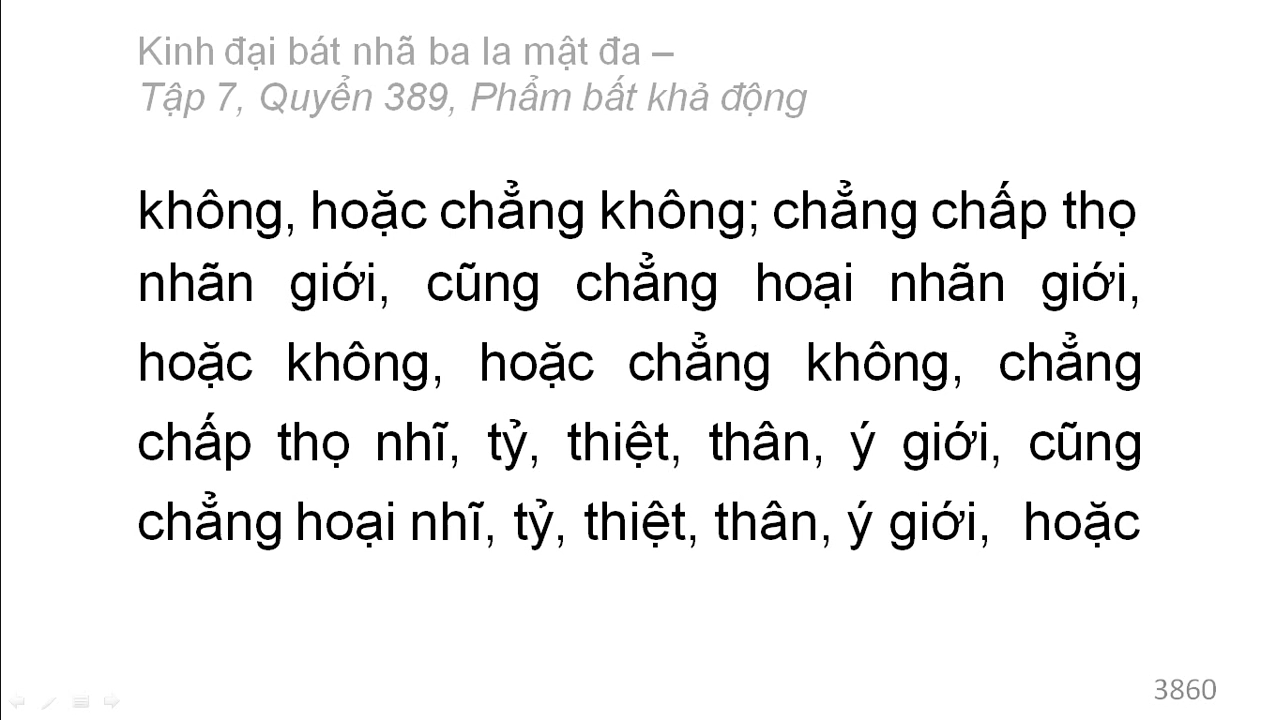 Kinh đại bát nhã ba la mật đa –
Tập 7, Quyển 389, Phẩm bất khả động
không, hoặc chẳng không; chẳng chấp thọ
nhãn giới, cũng chẳng hoại nhãn giới,
hoặc không, hoặc chẳng không, chẳng
chấp thọ nhĩ, tỷ, thiệt, thân, ý giới, cũng
chẳng hoại nhĩ, tỷ, thiệt, thân, ý giới, hoặc
3860